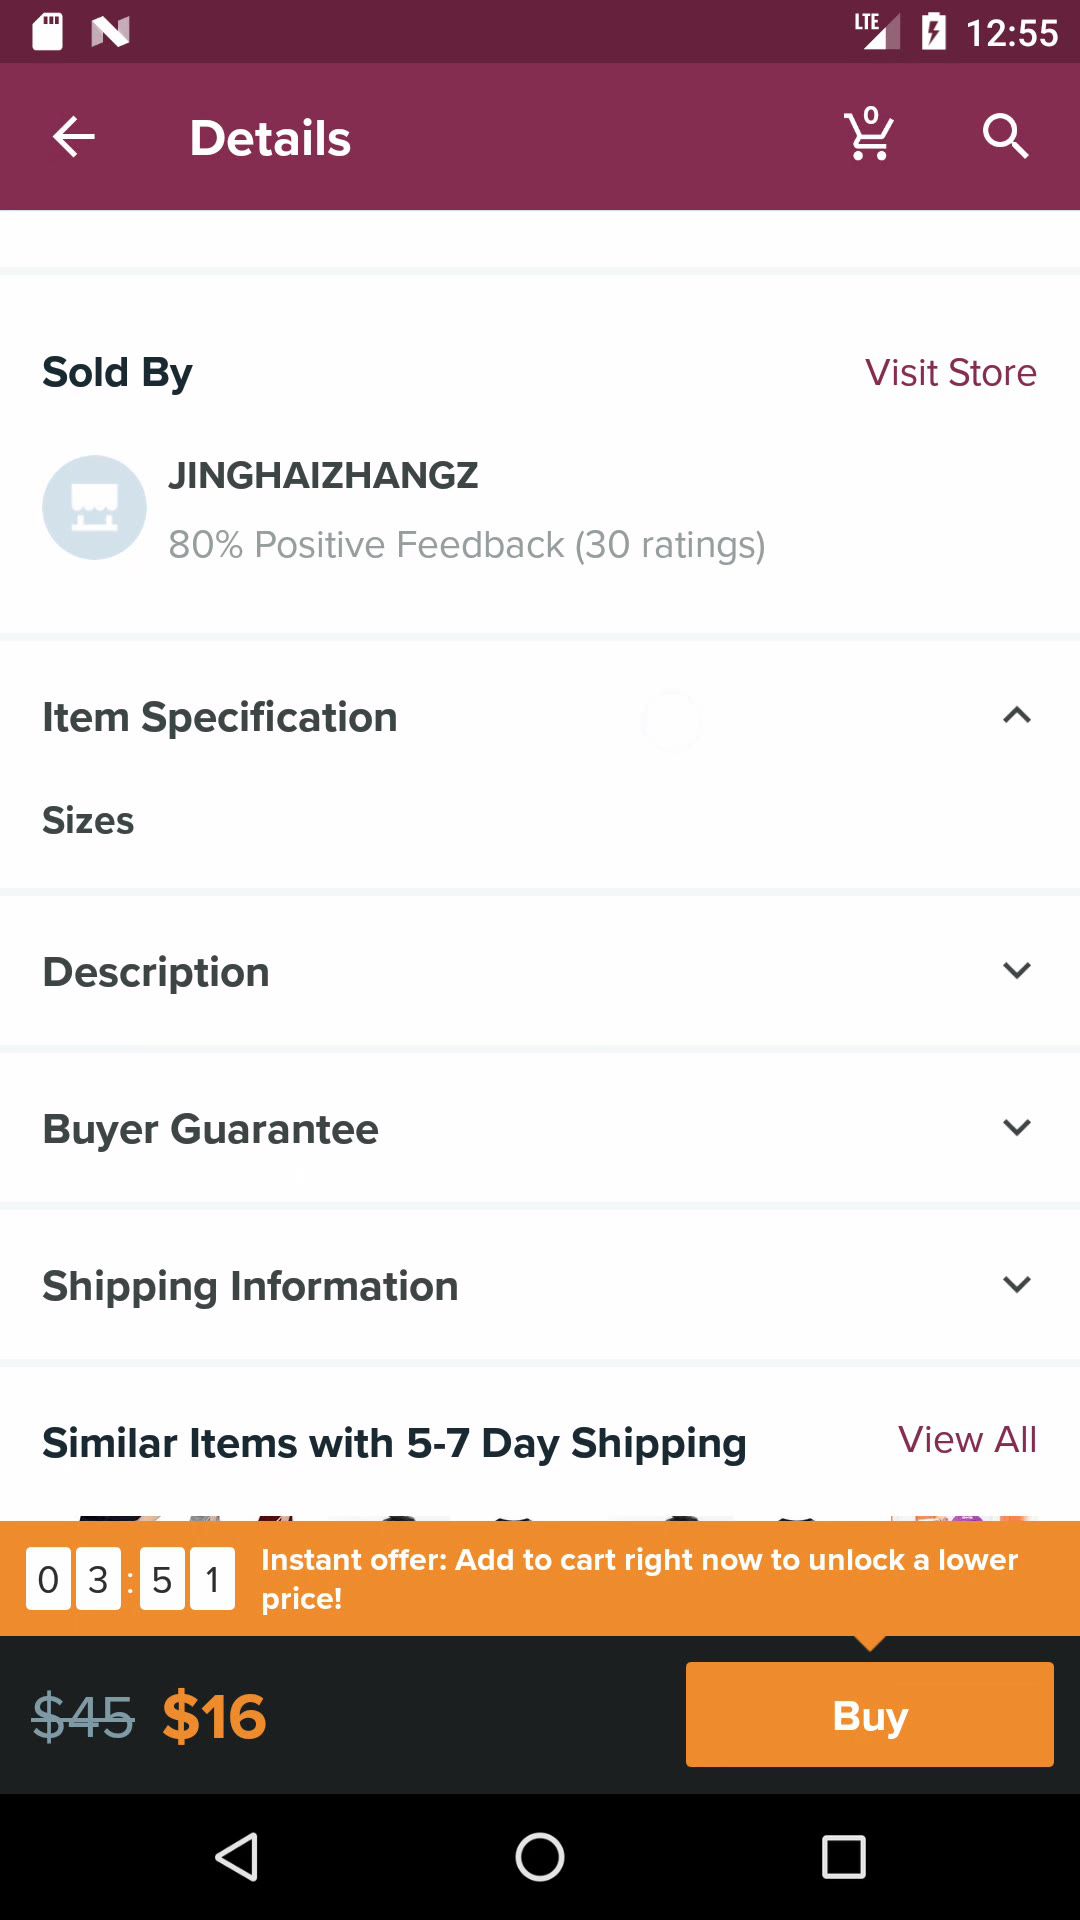 LTE 12:55
Details 0
Sold By Visit Store
JINGHAIZHANGZ
80% Positive Feedback (30 ratings)
Item Specification
Sizes
Description
Buyer Guarantee
Shipping Information
Similar Items with 5-7 Day Shipping View All
03:51 Instant offer: Add to cart right now to unlock a lower
price!
$45 $16 Buy